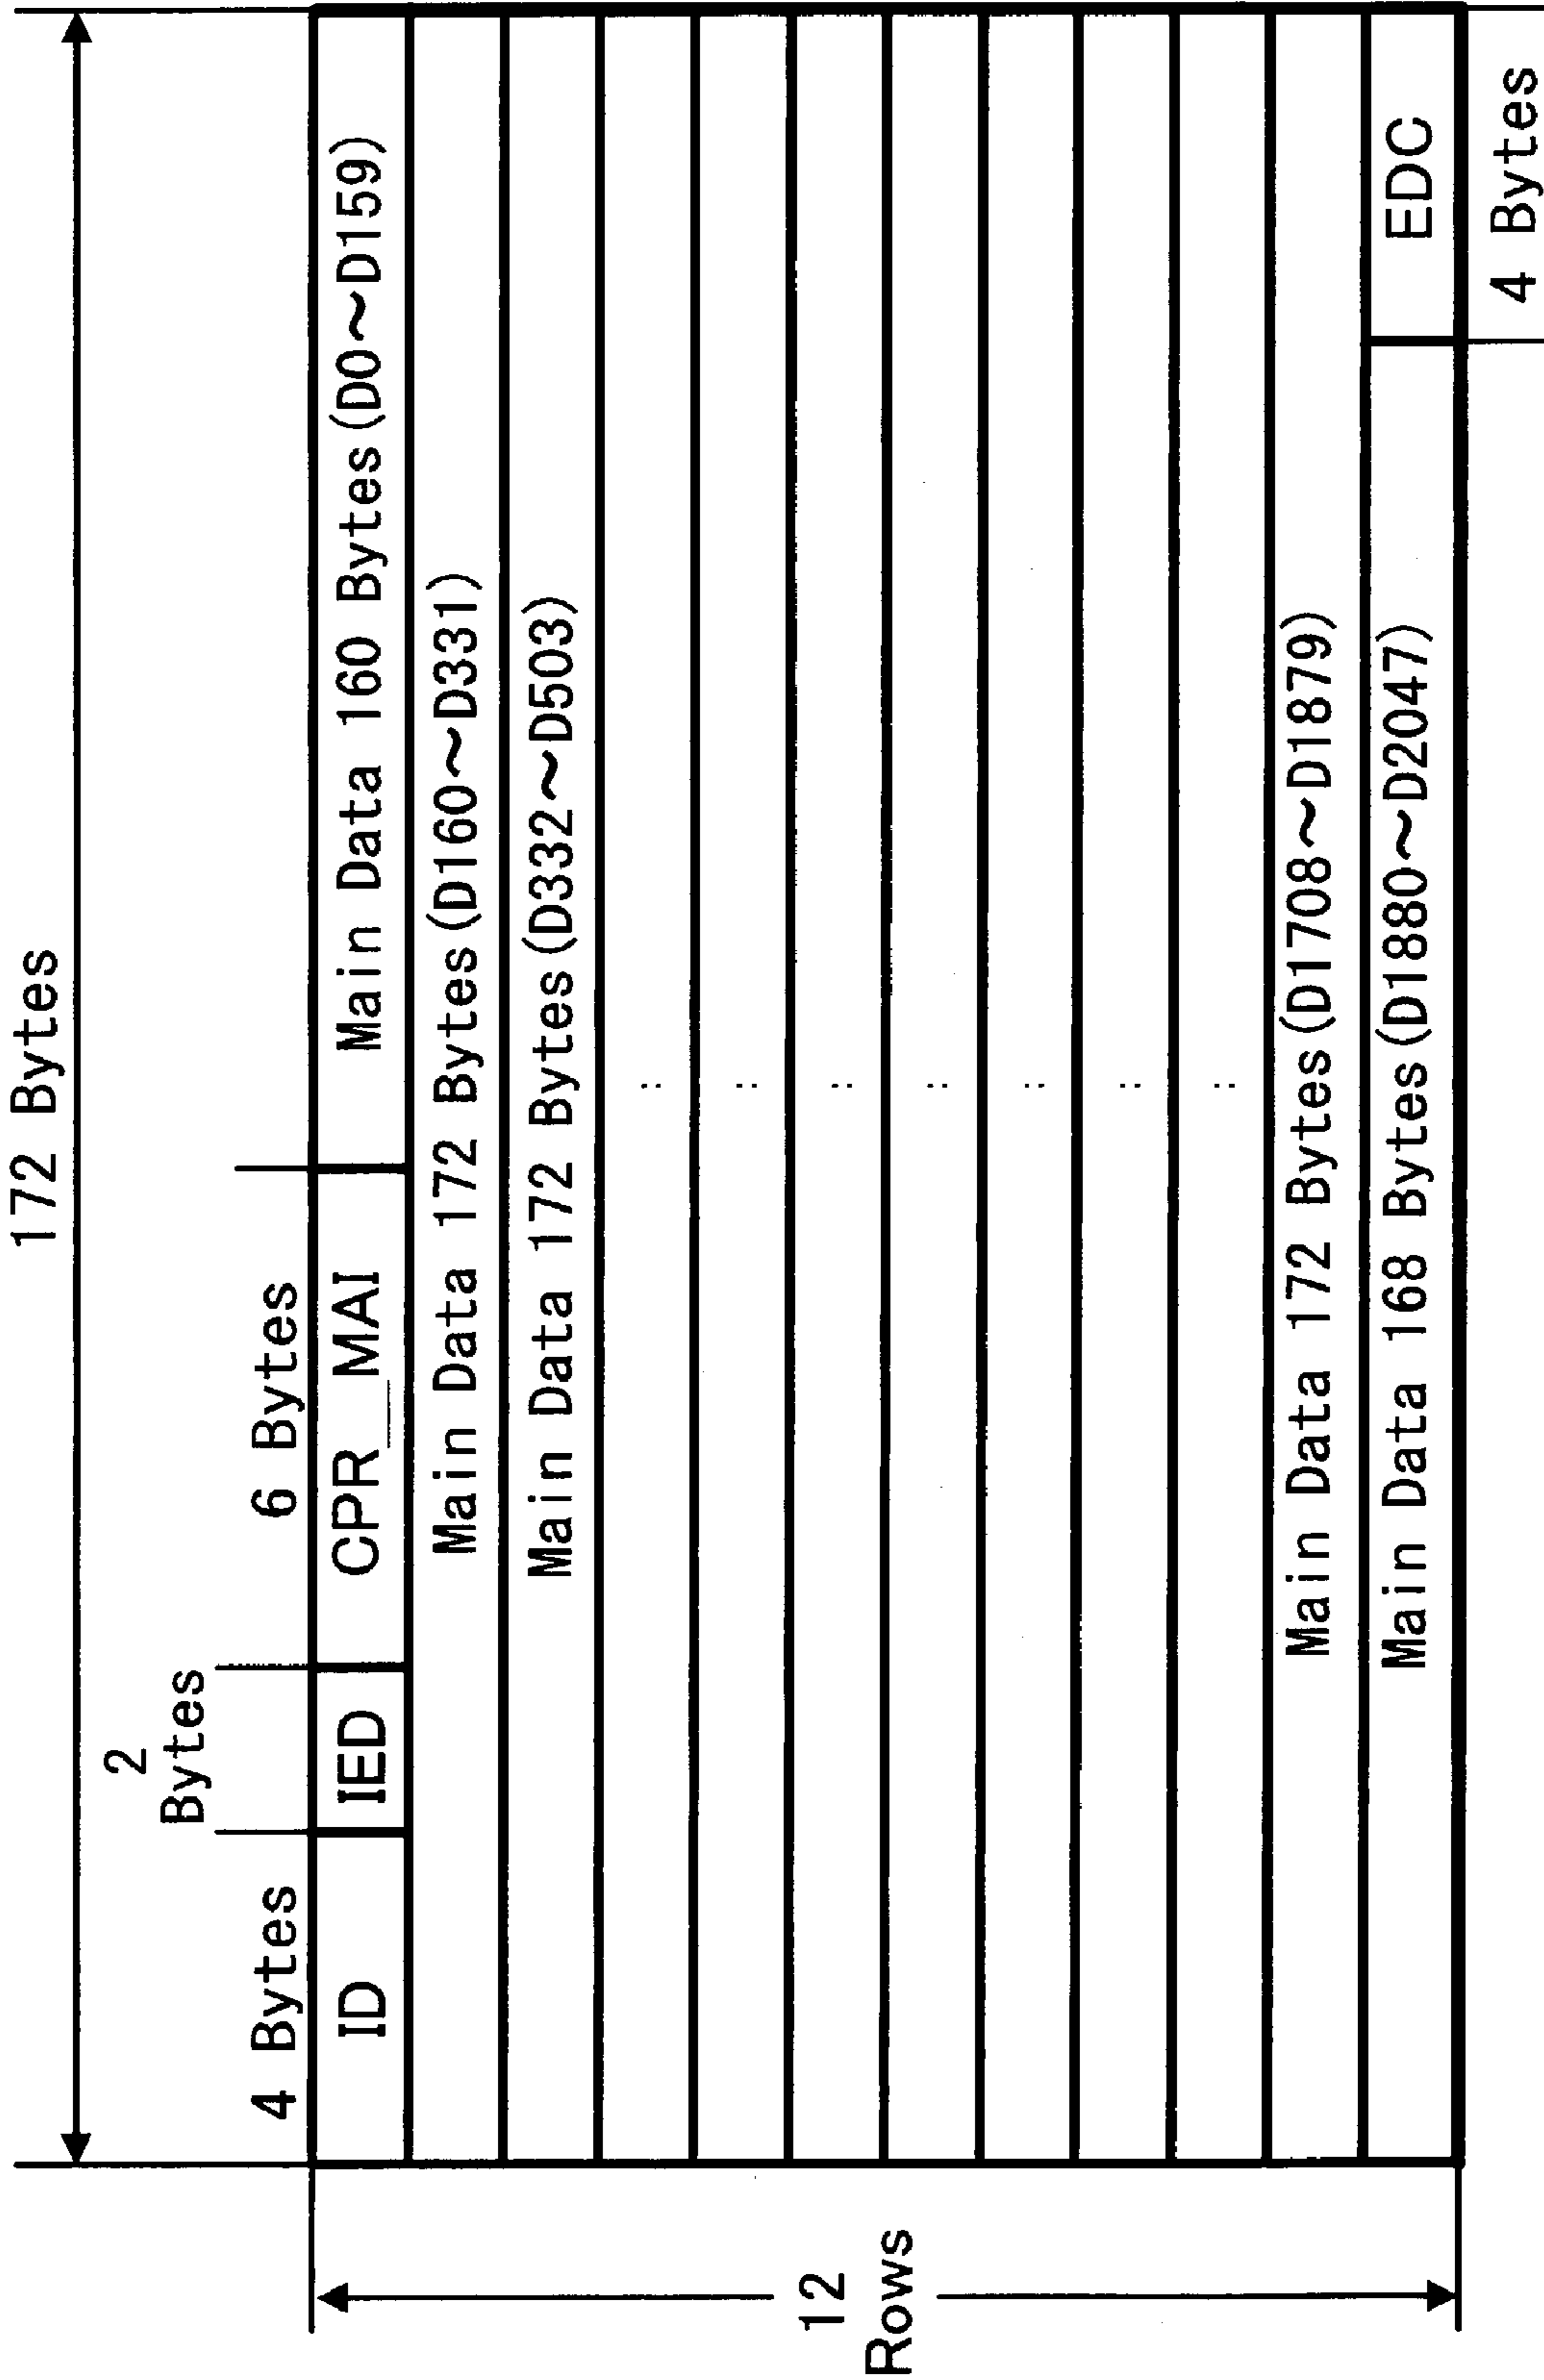 172 Bytes
4 Bytes
2
Bytes
6 Bytes
ID
IED
CPR_MAI
Main Data 160 Bytes(D0~D159)
Main Data 172 Bytes(D160~D331)
Main Data 172 Bytes(D332~D503)
12
Rows
Main Data 172 Bytes(D1708~D1879)
Main Data 168 Bytes(D1880~D2047)
EDC
4 Bytes